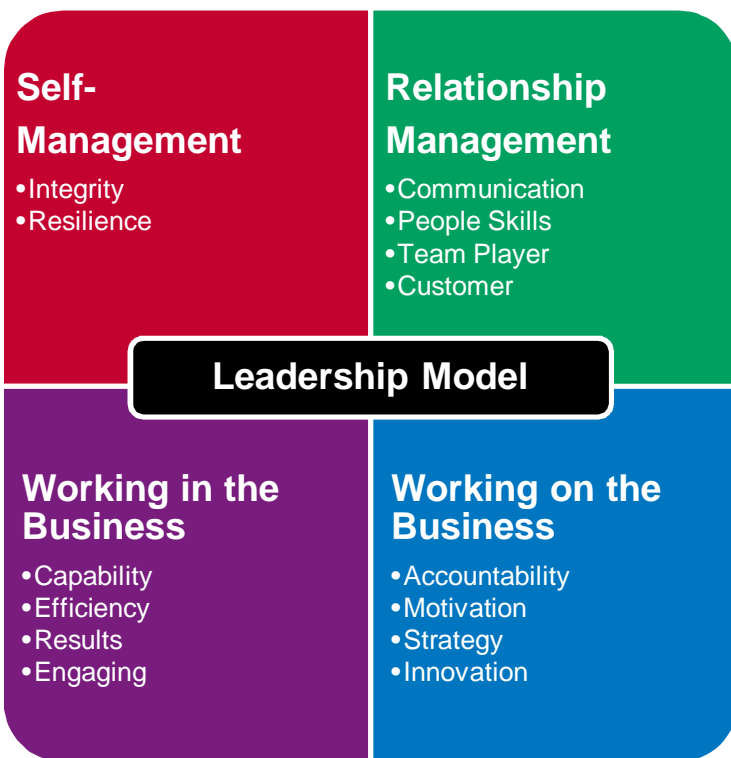 Self-
Management
•Integrity
•Resilience
Relationship
Management
•Communication
•People Skills
•Team Player
•Customer
Leadership Model
Working in the
Business
•Capability
•Efficiency
•Results
•Engaging
Working on the
Business
•Accountability
•Motivation
•Strategy
•Innovation